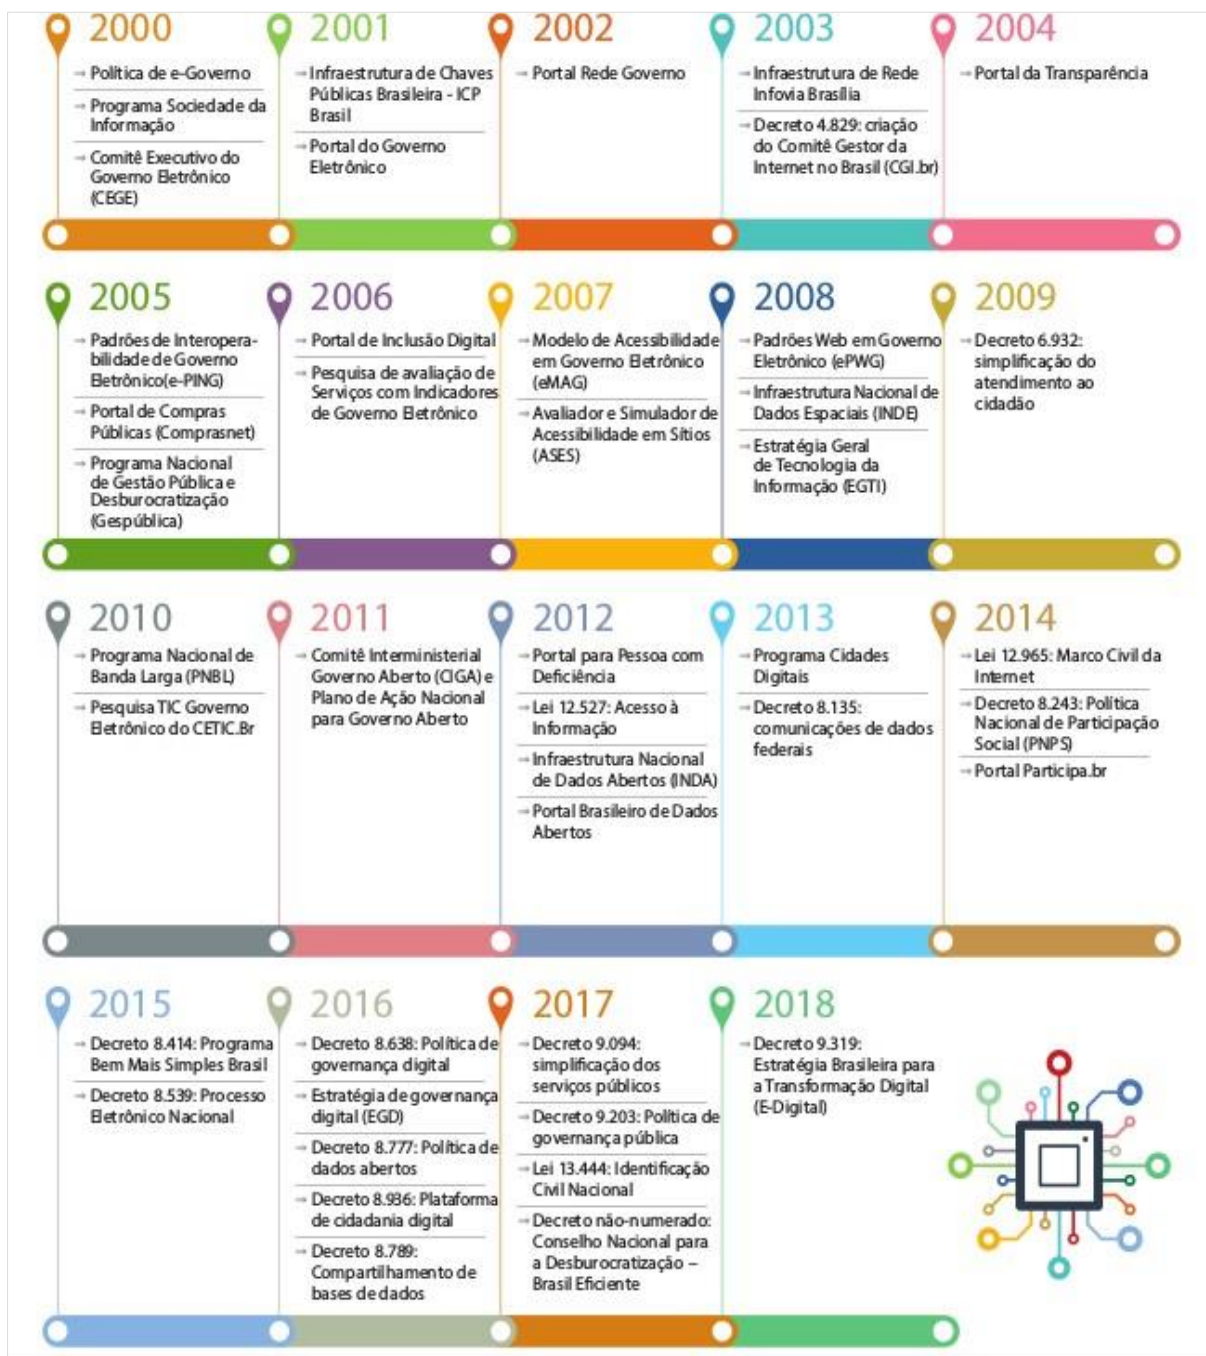 2000
→ Política de e-Governo
→ Programa Sociedade da
Informação
→ Comitê Executivo do
Governo Eletrônico
(CEGE)
2001
→ Infraestrutura de Chaves
Públicas Brasileira - ICP
Brasil
→ Portal do Governo
Eletrônico
2002
→ Portal Rede Governo
2003
→ Infraestrutura de Rede
Infovia Brasília
→ Decreto 4.829: criação
do Comitê Gestor da
Internet no Brasil (CGI.br)
2004
→ Portal da Transparência
2005
→ Padrões de Interopera-
bilidade de Governo
Eletrônico(e-PING)
→ Portal de Compras
Públicas (Comprasnet)
→ Programa Nacional
de Gestão Pública e
Desburocratização
(Gespública)
2006
→ Portal de Inclusão Digital
→ Pesquisa de avaliação de
Serviços com Indicadores
de Governo Eletrônico
2007
→ Modelo de Acessibilidade
em Governo Eletrônico
(eMAG)
→ Avaliador e Simulador de
Acessibilidade em Sítios
(ASES)
2008
→ Padrões Web em Governo
Eletrônico (ePWG)
→ Infraestrutura Nacional de
Dados Espaciais (INDE)
→ Estratégia Geral
de Tecnologia da
Informação (EGTI)
2009
→ Decreto 6.932:
simplificação do
atendimento ao
cidadão
2010
→ Programa Nacional de
Banda Larga (PNBL)
→ Pesquisa TIC Governo
Eletrônico do CETIC.Br
2011
→ Comitê Interministerial
Governo Aberto (CIGA) e
Plano de Ação Nacional
para Governo Aberto
2012
→ Portal para Pessoa com
Deficiência
→ Lei 12.527: Acesso à
Informação
→ Infraestrutura Nacional
de Dados Abertos (INDA)
→ Portal Brasileiro de Dados
Abertos
2013
→ Programa Cidades
Digitais
→ Decreto 8.135:
comunicações de dados
federais
2014
→ Lei 12.965: Marco Civil da
Internet
→ Decreto 8.243: Política
Nacional de Participação
Social (PNPS)
→ Portal Participa.br
2015
→ Decreto 8.414: Programa
Bem Mais Simples Brasil
→ Decreto 8.539: Processo
Eletrônico Nacional
2016
→ Decreto 8.638: Política de
governança digital
→ Estratégia de governança
digital (EGD)
→ Decreto 8.777: Política de
dados abertos
→ Decreto 8.936: Plataforma
de cidadania digital
→ Decreto 8.789:
Compartilhamento de
bases de dados
2017
→ Decreto 9.094:
simplificação dos
serviços públicos
→ Decreto 9.203: Política de
governança pública
→ Lei 13.444: Identificação
Civil Nacional
→ Decreto não-numerado:
Conselho Nacional para
a Desburocratização –
Brasil Eficiente
2018
→ Decreto 9.319:
Estratégia Brasileira para
a Transformação Digital
(E-Digital)